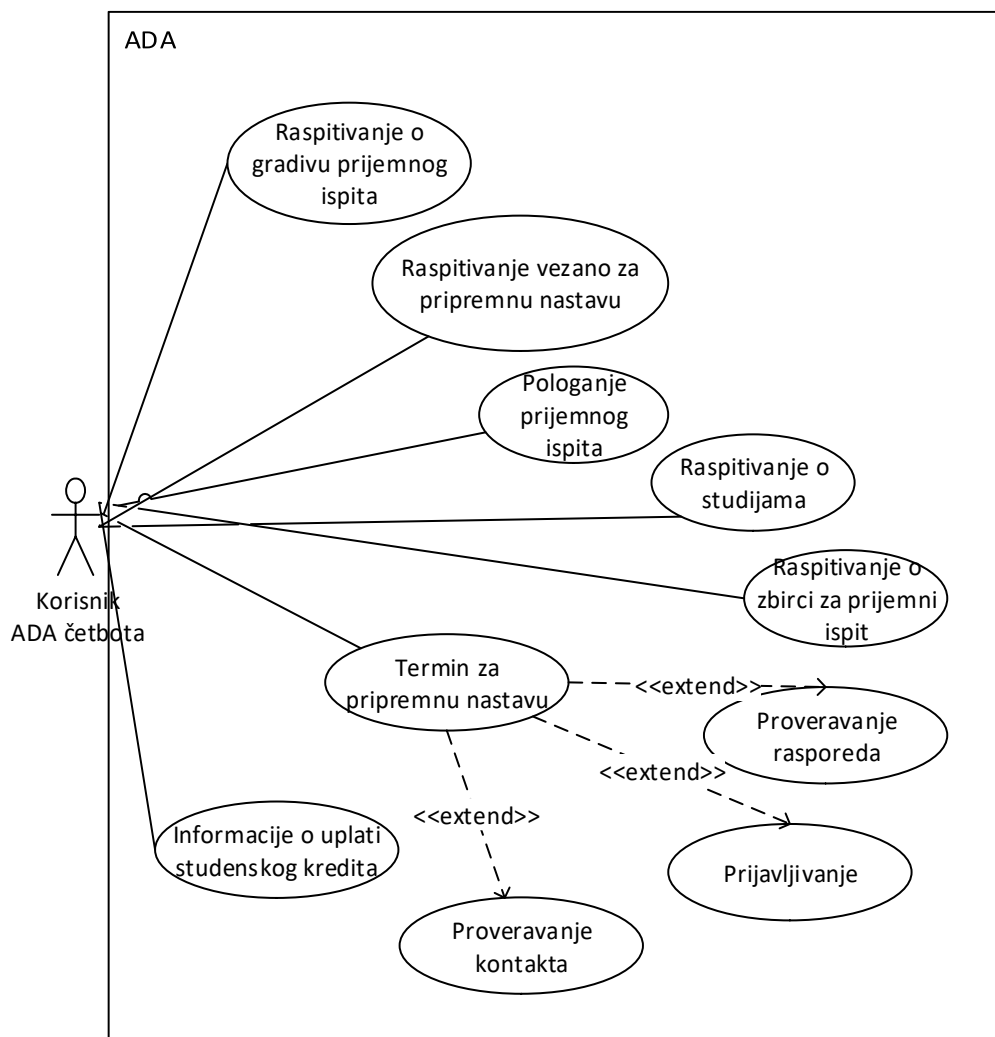 ADA
Raspitivanje o
gradivu prijemnog
ispita
Raspitivanje vezano za
pripremnu nastavu
Pologanje
prijemnog
ispita
Raspitivanje o
studijama
Raspitivanje o
zbirci za prijemni
ispit
Korisnik
ADA četbota
Termin za
pripremnu nastavu
<<extend>>
Proveravanje
rasporeda
<<extend>>
<<extend>>
Informacije o uplati
studenskog kredita
Prijavljivanje
Proveravanje
kontakta